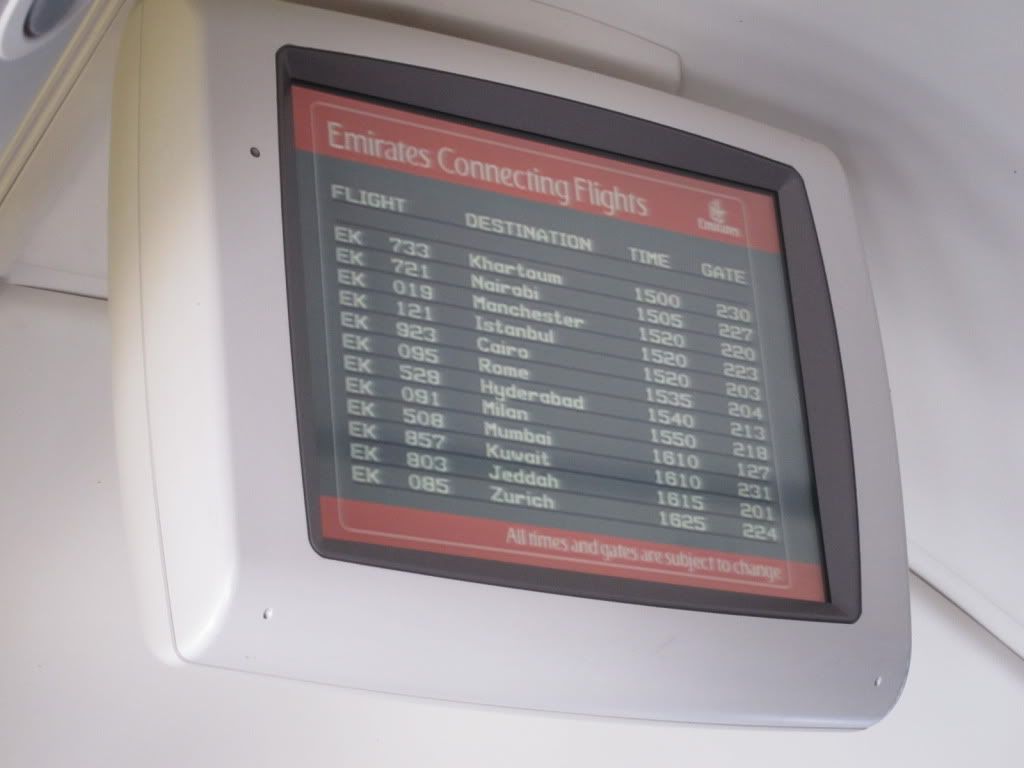 Emirates Connecting Flights
Emirates
FLIGHT DESTINATION TIME GATE
EK 733 Khartoum 1500 230
EK 721 Nairobi 1505 227
EK 019 Manchester 1520 220
EK 121 Istanbul 1520 223
EK 923 Cairo 1520 203
EK 095 Rome 1535 204
EK 528 Hyderabad 1540 213
EK 091 Milan 1550 218
EK 508 Mumbai 1610 127
EK 857 Kuwait 1610 231
EK 803 Jeddah 1615 201
EK 085 Zurich 1625 224
All times and gates are subject to change